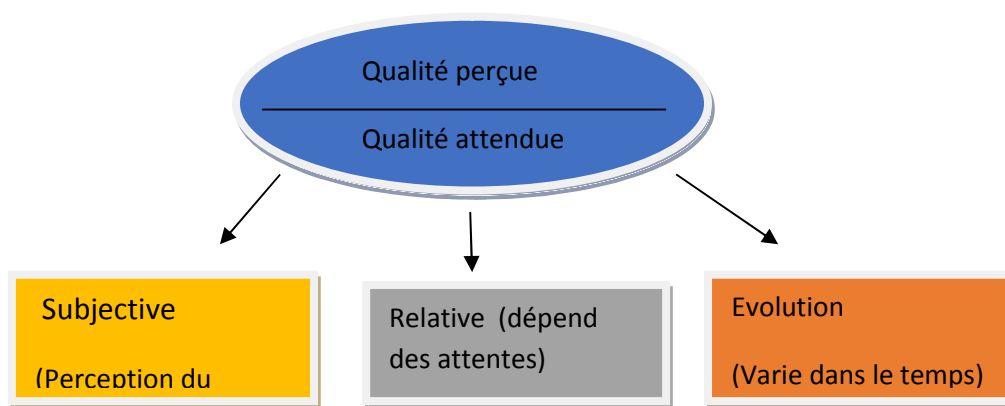 Qualité perçue
Qualité attendue
Subjective
(Perception du
Relative (dépend
des attentes)
Evolution
(Varie dans le temps)